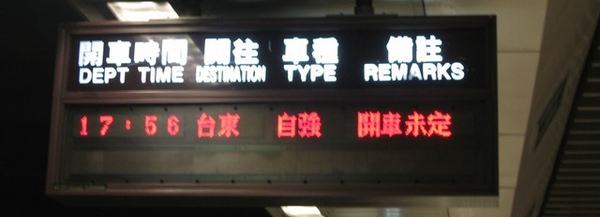 開車時間 開往 車種 備註
DEPT TIME DESTINATION TYPE REMARKS
17:56 台東 自強 開車未定